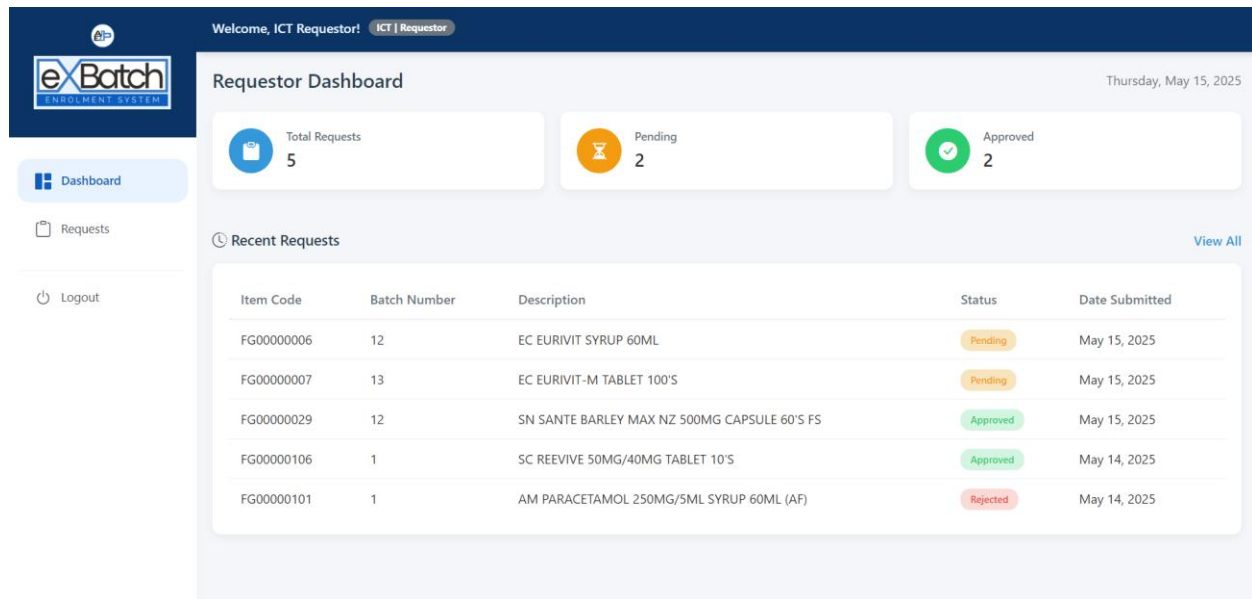 Welcome, ICT Requestor! ICT | Requestor
eXBatch
ENROLMENT SYSTEM
Dashboard
Requests
Logout
Requestor Dashboard Thursday, May 15, 2025
Total Requests
5
Pending
2
Approved
2
Recent Requests View All
Item Code Batch Number Description Status Date Submitted
FG00000006 12 EC EURIVIT SYRUP 60ML Pending May 15, 2025
FG00000007 13 EC EURIVIT-M TABLET 100'S Pending May 15, 2025
FG00000029 12 SN SANTE BARLEY MAX NZ 500MG CAPSULE 60'S FS Approved May 15, 2025
FG00000106 1 SC REEVIVE 50MG/40MG TABLET 10'S Approved May 14, 2025
FG00000101 1 AM PARACETAMOL 250MG/5ML SYRUP 60ML (AF) Rejected May 14, 2025